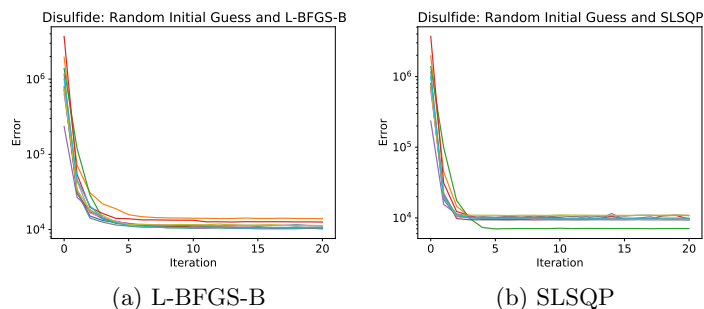 Disulfide: Random Initial Guess and L-BFGS-B
Error
10^6
10^5
10^4
0 5 10 15 20
Iteration
(a) L-BFGS-B
Disulfide: Random Initial Guess and SLSQP
Error
10^6
10^5
10^4
0 5 10 15 20
Iteration
(b) SLSQP